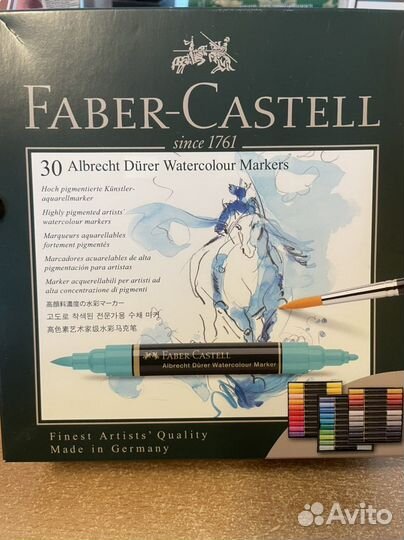 FABER-CASTELL
since 1761
30 Albrecht Dürer Watercolour Markers
Hoch pigmentierte Künstler-
aquarellmarker
Highly pigmented artists'
watercolour markers
Marqueurs aquarellables
fortement pigmentés
Marcadores acuarelables de alta
pigmentación para artistas
Marker acquerellabili per artisti ad
alta concentrazione di pigmenti
高顔料濃度の水彩マーカー
고도로 착색된 전문가용 수채 마커
高色素艺术家级水彩马克笔
FABER-CASTELL
Albrecht Dürer Watercolour Marker
Finest Artists' Quality
Made in Germany
Avito